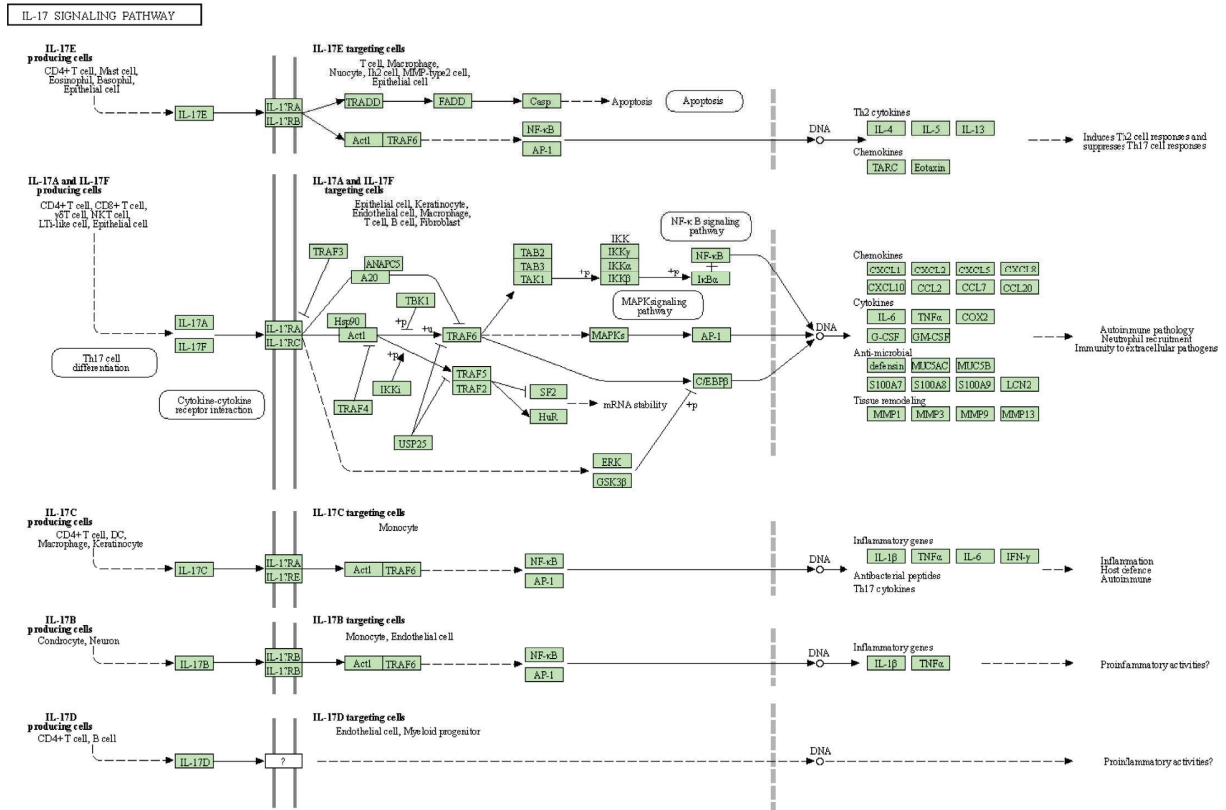 IL-17 SIGNALING PATHWAY
IL-17E
producing cells
CD4+ T cell, Mast cell,
Eosinophil, Basophil,
Epithelial cell
IL-17E
IL-17RA
IL-17RB
IL-17E targeting cells
T cell, Macrophage,
Nuocyte, Ih2 cell, MMP-type2 cell,
Epithelial cell
TRADD
FADD
Casp
Apoptosis
Apoptosis
Act1
TRAF6
NF-κB
AP-1
DNA
Th2 cytokines
IL-4
IL-5
IL-13
Chemokines
TARC
Eotaxin
Induces Th2 cell responses and
suppresses Th17 cell responses
IL-17A and IL-17F
producing cells
CD4+ T cell, CD8+ T cell,
γδT cell, NKT cell,
LTi-like cell, Epithelial cell
IL-17A
IL-17F
Th17 cell
differentiation
Cytokine-cytokine
receptor interaction
IL-17RA
IL-17RC
IL-17A and IL-17F
targeting cells
Epithelial cell, Keratinocyte,
Endothelial cell, Macrophage,
T cell, B cell, Fibroblast
TRAF3
ANAPC5
A20
TBK1
Hsp90
Act1
+p
+u
TRAF6
+p
IKKi
TRAF4
USP25
TRAF5
TRAF2
SF2
HuR
mRNA stability
TAB2
TAB3
TAK1
+p
IKK
IKKγ
IKKα
IKKβ
+p
NF-κB signaling
pathway
NF-κB
IκBα
MAPK signaling
pathway
MAPKs
AP-1
C/EBPβ
+p
ERK
GSK3β
DNA
Chemokines
CXCL1
CXCL2
CXCL5
CXCL8
CXCL10
CCL2
CCL7
CCL20
Cytokines
IL-6
TNFα
COX2
G-CSF
GM-CSF
Anti-microbial
defensin
MUC5AC
MUC5B
S100A7
S100A8
S100A9
LCN2
Tissue remodeling
MMP1
MMP3
MMP9
MMP13
Autoinmune pathology
Neutrophil recruitment
Immunity to extracellular pathogens
IL-17C
producing cells
CD4+ T cell, DC,
Macrophage, Keratinocyte
IL-17C
IL-17RA
IL-17RE
IL-17C targeting cells
Monocyte
Act1
TRAF6
NF-κB
AP-1
DNA
Inflammatory genes
IL-1β
TNFα
IL-6
IFN-γ
Antibacterial peptides
Th17 cytokines
Inflammation
Host defence
Autoinmune
IL-17B
producing cells
Condrocyte, Neuron
IL-17B
IL-17RB
IL-17RB
IL-17B targeting cells
Monocyte, Endothelial cell
Act1
TRAF6
NF-κB
AP-1
DNA
Inflammatory genes
IL-1β
TNFα
Proinflammatory activities?
IL-17D
producing cells
CD4+ T cell, B cell
IL-17D
?
IL-17D targeting cells
Endothelial cell, Myeloid progenitor
DNA
Proinflammatory activities?